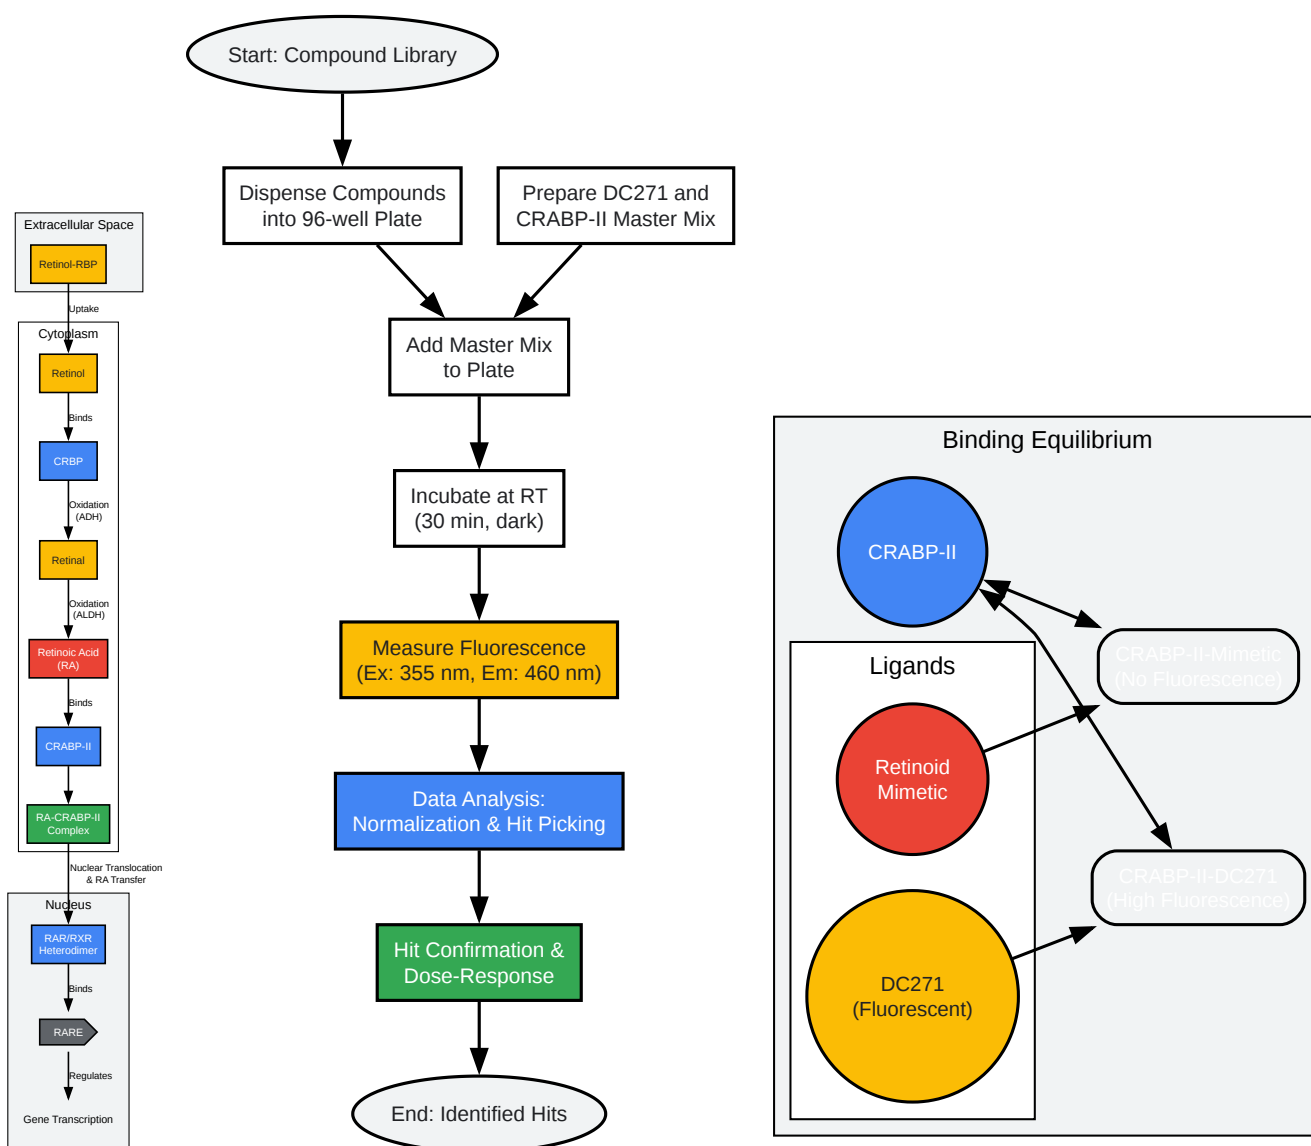 Start: Compound Library
Dispense Compounds
into 96-well Plate
Prepare DC271 and
CRABP-II Master Mix
Add Master Mix
to Plate
Incubate at RT
(30 min, dark)
Measure Fluorescence
(Ex: 355 nm, Em: 460 nm)
Data Analysis:
Normalization & Hit Picking
Hit Confirmation &
Dose-Response
End: Identified Hits
Extracellular Space
Retinol-RBP
Uptake
Cytoplasm
Retinol
Binds
CRBP
Oxidation
(ADH)
Retinal
Oxidation
(ALDH)
Retinoic Acid
(RA)
Binds
CRABP-II
RA-CRABP-II
Complex
Nuclear Translocation
& RA Transfer
Nucleus
RAR/RXR
Heterodimer
Binds
RARE
Regulates
Gene Transcription
Binding Equilibrium
CRABP-II
Ligands
Retinoid
Mimetic
DC271
(Fluorescent)
CRABP-II-Mimetic
(No Fluorescence)
CRABP-II-DC271
(High Fluorescence)